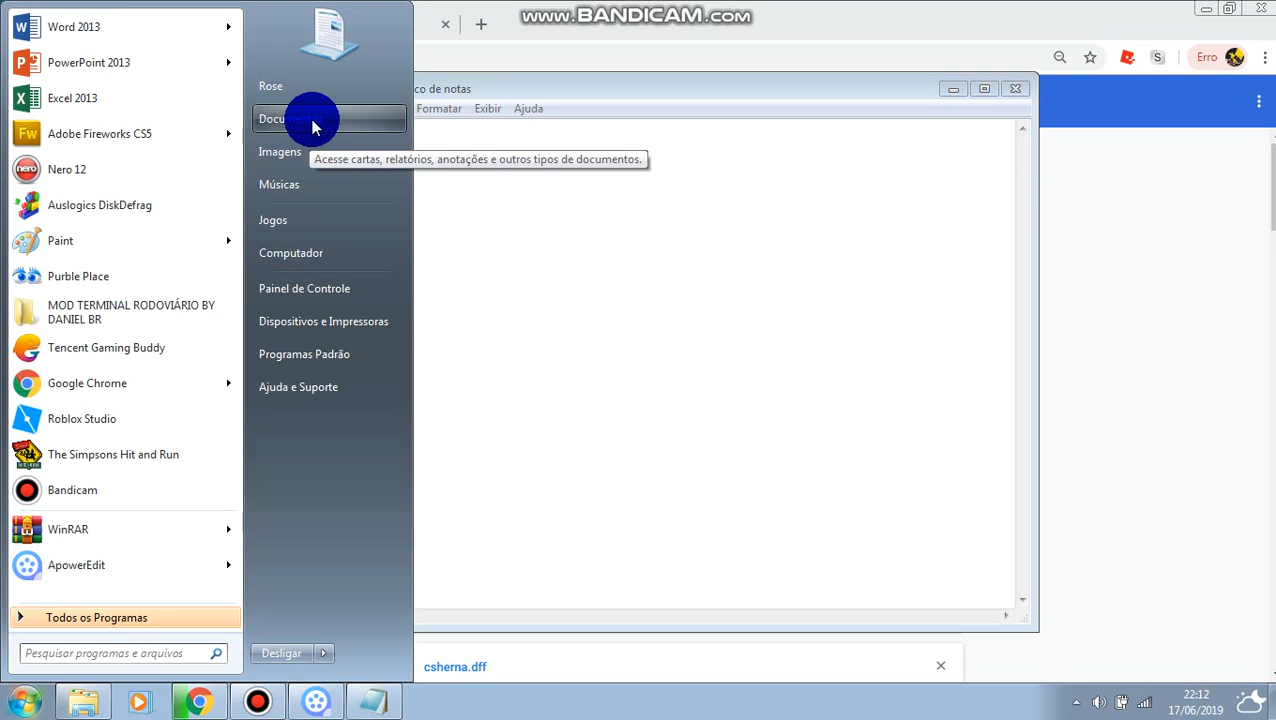 www.BANDICAM.com
Word 2013
PowerPoint 2013
Excel 2013
Adobe Fireworks CS5
Nero 12
Auslogics DiskDefrag
Paint
Purble Place
MOD TERMINAL RODOVIÁRIO BY
DANIEL BR
Tencent Gaming Buddy
Google Chrome
Roblox Studio
The Simpsons Hit and Run
Bandicam
WinRAR
ApowerEdit
Todos os Programas
Pesquisar programas e arquivos
Rose
Imagens
Acesse cartas, relatórios, anotações e outros tipos de documentos.
Músicas
Jogos
Computador
Painel de Controle
Dispositivos e Impressoras
Programas Padrão
Ajuda e Suporte
Desligar
Erro
co de notas
Formatar Exibir Ajuda
csherna.dff
22:12
17/06/2019